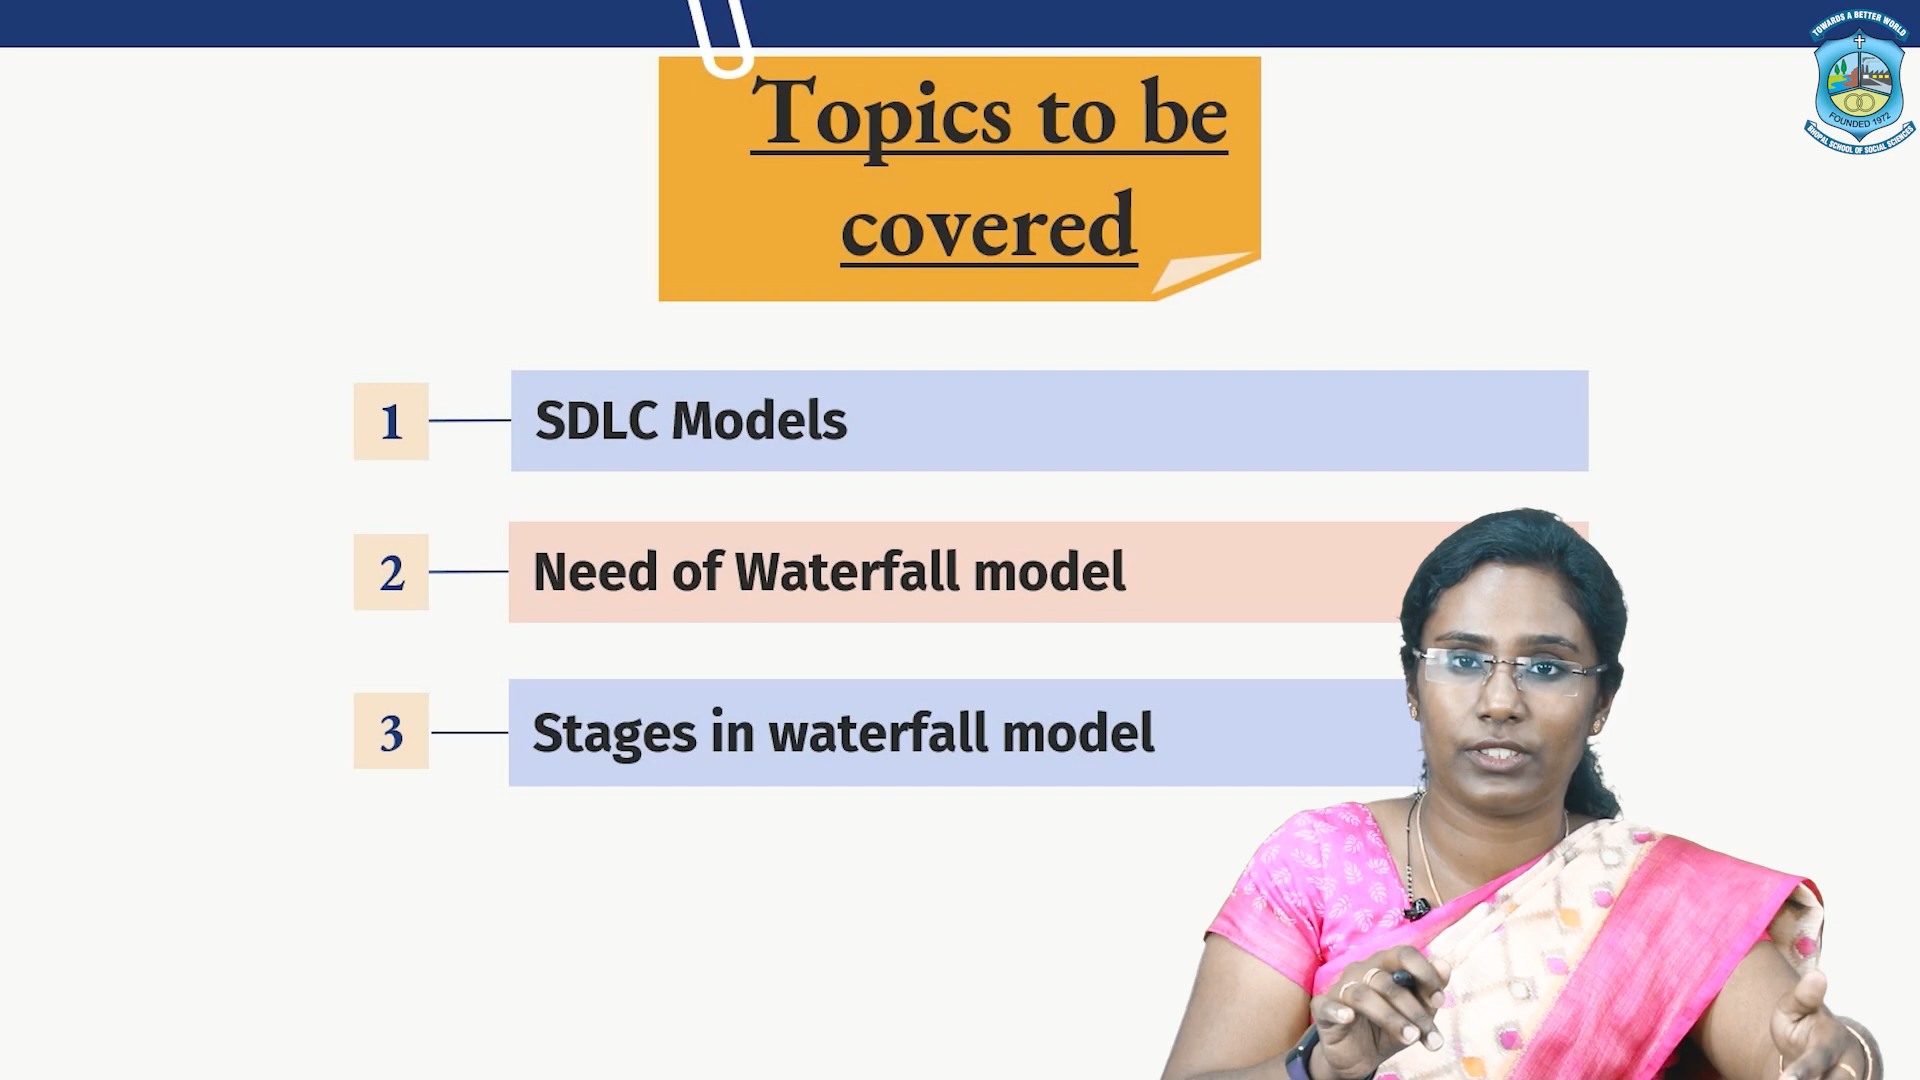 TOWARDS A BETTER WORLD
FOUNDED 1972
BHOPAL SCHOOL OF SOCIAL SCIENCES
Topics to be
covered
1 SDLC Models
2 Need of Waterfall model
3 Stages in waterfall model